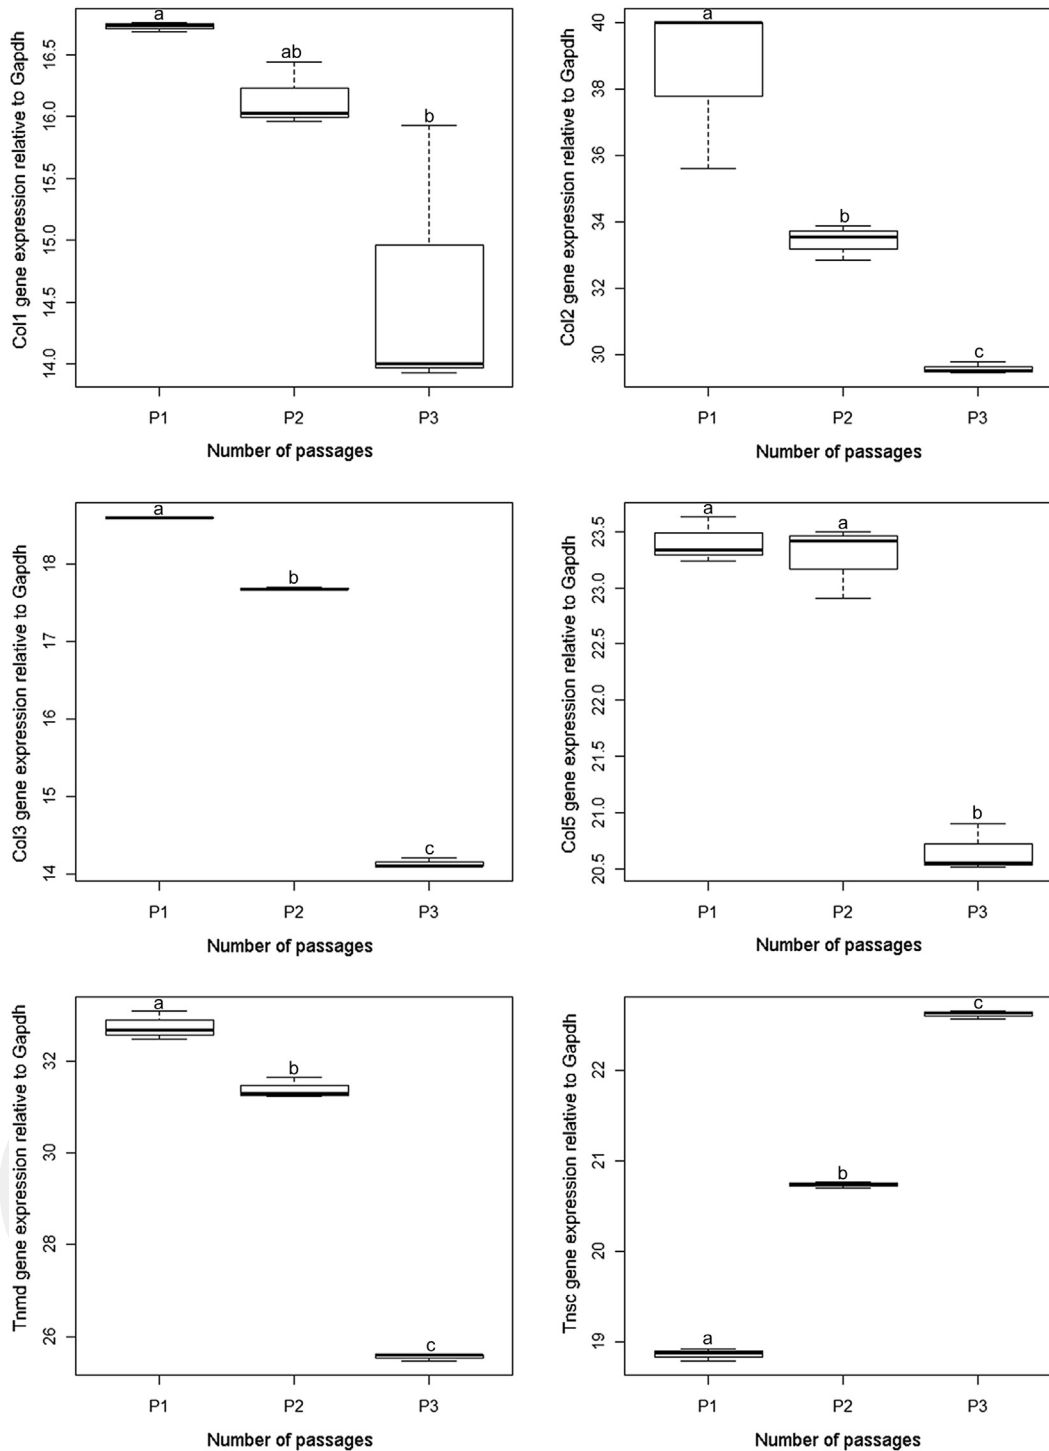 Col1 gene expression relative to Gapdh
16.5
16.0
15.5
15.0
14.5
14.0
a
ab
b
P1 P2 P3
Number of passages
Col2 gene expression relative to Gapdh
40
38
36
34
32
30
a
b
c
P1 P2 P3
Number of passages
Col3 gene expression relative to Gapdh
18
17
16
15
14
a
b
c
P1 P2 P3
Number of passages
Col5 gene expression relative to Gapdh
23.5
23.0
22.5
22.0
21.5
21.0
20.5
a
a
b
P1 P2 P3
Number of passages
Tnmd gene expression relative to Gapdh
32
30
28
26
a
b
c
P1 P2 P3
Number of passages
Tnsc gene expression relative to Gapdh
22
21
20
19
a
b
c
P1 P2 P3
Number of passages